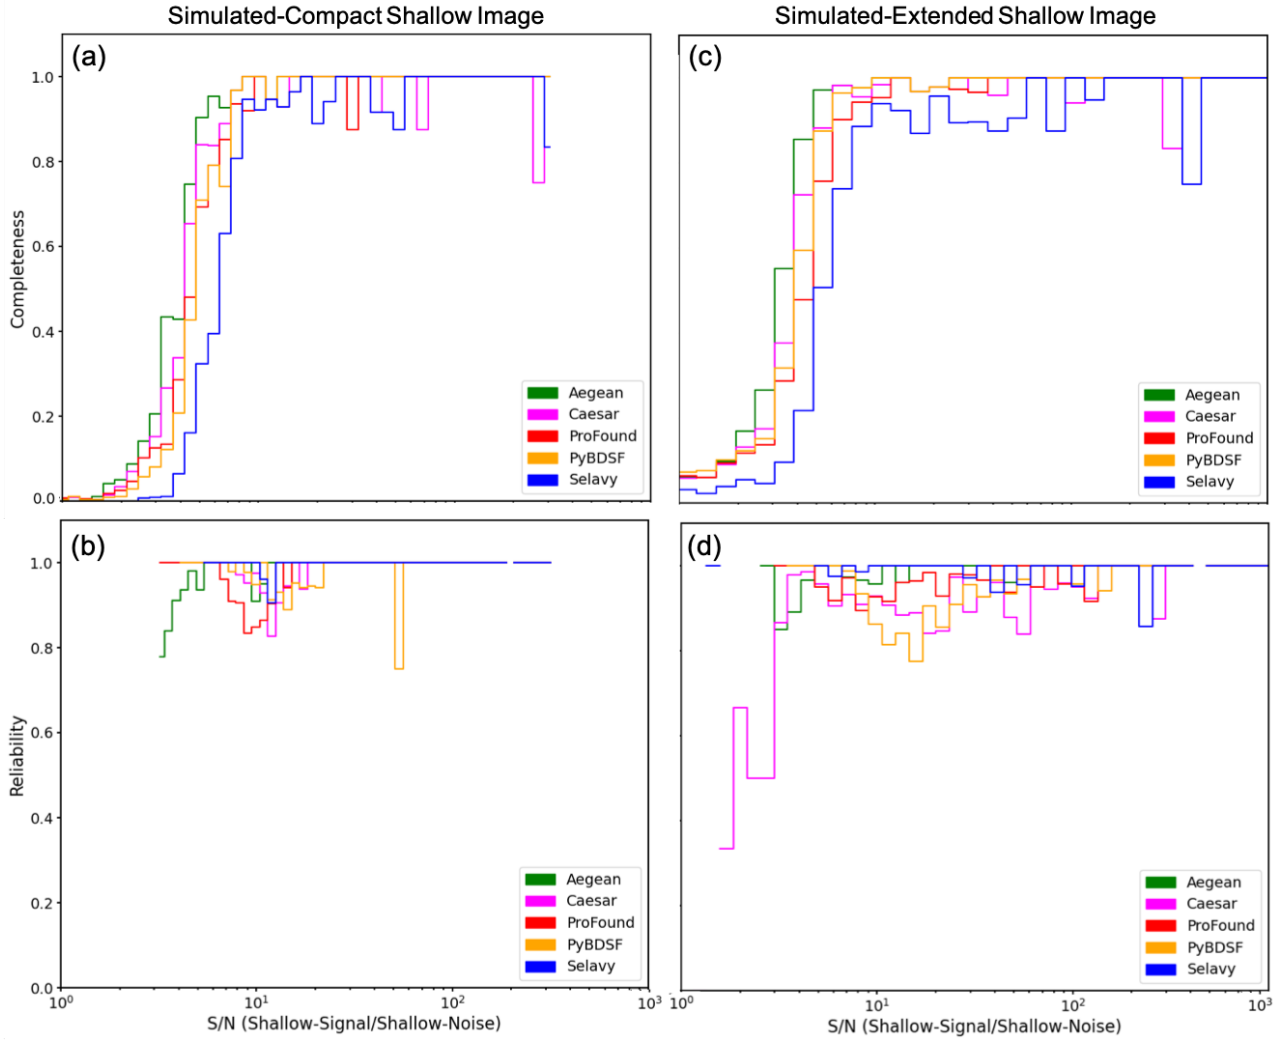 Simulated-Compact Shallow Image
Simulated-Extended Shallow Image
(a)
1.0
0.8
0.6
0.4
0.2
0.0
Completeness
Aegean
Caesar
ProFound
PyBDSF
Selavy
(c)
Aegean
Caesar
ProFound
PyBDSF
Selavy
(b)
1.0
0.8
0.6
0.4
0.2
0.0
Reliability
Aegean
Caesar
ProFound
PyBDSF
Selavy
10⁰ 10¹ 10² 10³
S/N (Shallow-Signal/Shallow-Noise)
(d)
Aegean
Caesar
ProFound
PyBDSF
Selavy
10⁰ 10¹ 10² 10³
S/N (Shallow-Signal/Shallow-Noise)